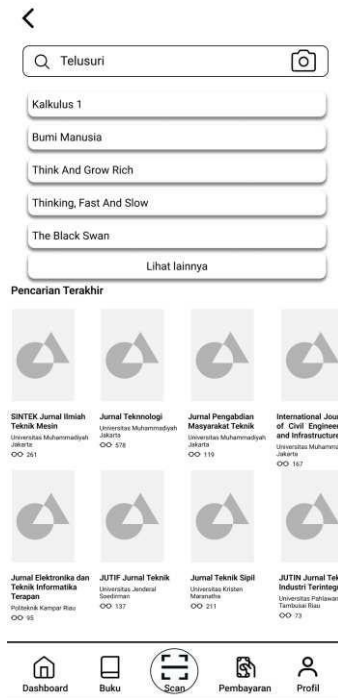 Telusuri
Kalkulus 1
Bumi Manusia
Think And Grow Rich
Thinking, Fast And Slow
The Black Swan
Lihat lainnya
Pencarian Terakhir
SINTEK Jurnal Ilmiah
Teknik Mesin
Universitas Muhammadiyah
Jakarta
261
Jurnal Teknnologi
Universitas Muhammadiyah
Jakarta
578
Jurnal Pengabdian
Masyarakat Teknik
Universitas Muhammadiyah
Jakarta
119
International Jour
of Civil Enginee
and Infrastructure
Universitas Muhamma
Jakarta
167
Jurnal Elektronika dan
Teknik Informatika
Terapan
Politeknik Kampar Riau
95
JUTIF Jurnal Teknik
Universitas Jenderal
Soedirman
137
Jurnal Teknik Sipil
Universitas Kristen
Maranatha
211
JUTIN Jurnal Tek
Industri Terinteg
Universitas Pahlawan
Tambusai Riau
73
Dashboard
Buku
Scan
Pembayaran
Profil